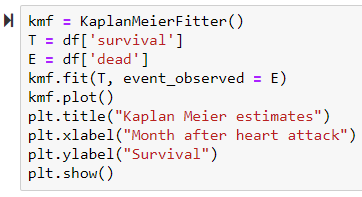 kmf = KaplanMeierFitter()
T = df['survival']
E = df['dead']
kmf.fit(T, event_observed = E)
kmf.plot()
plt.title("Kaplan Meier estimates")
plt.xlabel("Month after heart attack")
plt.ylabel("Survival")
plt.show()